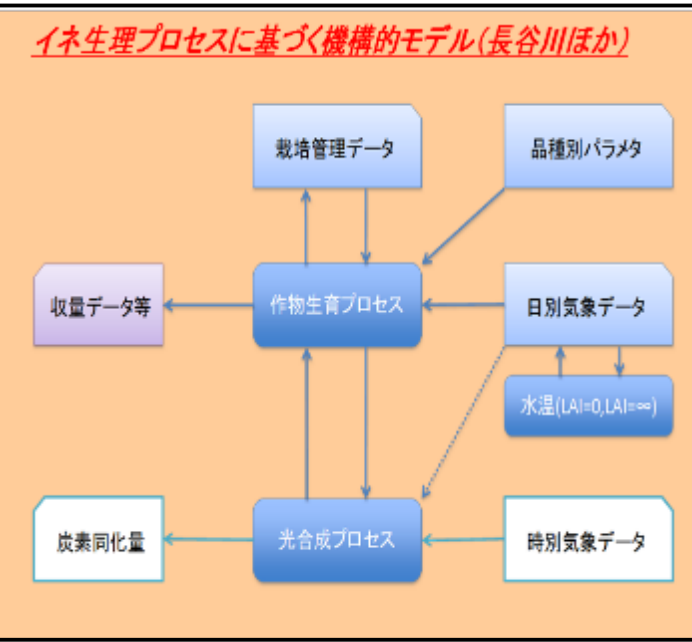 イネ生理プロセスに基づく機構的モデル(長谷川ほか)
栽培管理データ
品種別パラメタ
収量データ等
作物生育プロセス
日別気象データ
水温(LAI=0,LAI=∞)
炭素同化量
光合成プロセス
時別気象データ